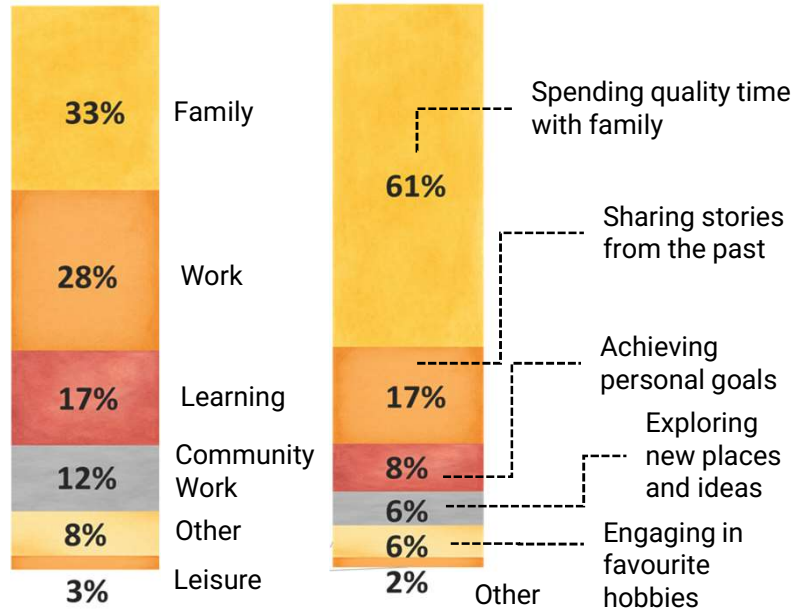 33%
Family
28%
Work
17%
Learning
12%
Community
Work
8%
Other
3%
Leisure
61%
Spending quality time
with family
17%
Sharing stories
from the past
8%
Achieving
personal goals
6%
Exploring
new places
and ideas
6%
Engaging in
favourite
hobbies
2%
Other